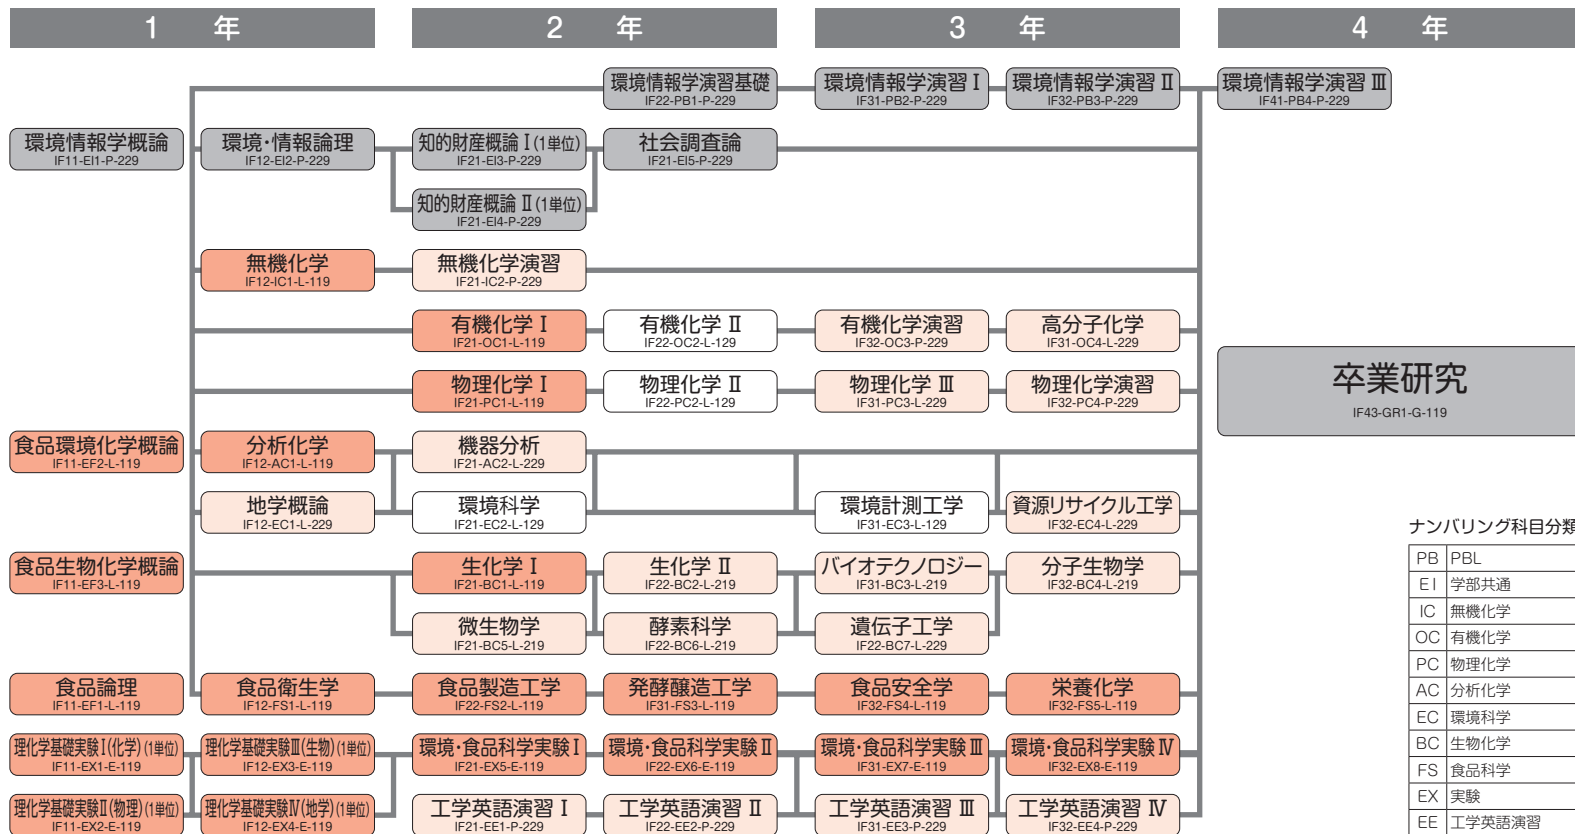 1 年
2 年
3 年
4 年
環境情報学演習基礎
IF22-PB1-P-229
環境情報学演習 Ⅰ
IF31-PB2-P-229
環境情報学演習 Ⅱ
IF32-PB3-P-229
環境情報学演習 Ⅲ
IF41-PB4-P-229
環境情報学概論
IF11-EI1-P-229
環境・情報論理
IF12-EI2-P-229
知的財産概論 Ⅰ (1単位)
IF21-EI3-P-229
社会調査論
IF21-EI5-P-229
知的財産概論 Ⅱ (1単位)
IF21-EI4-P-229
無機化学
IF12-IC1-L-119
無機化学演習
IF21-IC2-P-229
有機化学 Ⅰ
IF21-OC1-L-119
有機化学 Ⅱ
IF22-OC2-L-129
有機化学演習
IF32-OC3-P-229
高分子化学
IF31-OC4-L-229
物理化学 Ⅰ
IF21-PC1-L-119
物理化学 Ⅱ
IF22-PC2-L-129
物理化学 Ⅲ
IF31-PC3-L-229
物理化学演習
IF32-PC4-P-229
卒業研究
IF43-GR1-G-119
食品環境化学概論
IF11-EF2-L-119
分析化学
IF12-AC1-L-119
機器分析
IF21-AC2-L-229
地学概論
IF12-EC1-L-229
環境科学
IF21-EC2-L-129
環境計測工学
IF31-EC3-L-129
資源リサイクル工学
IF32-EC4-L-229
食品生物化学概論
IF11-EF3-L-119
生化学 Ⅰ
IF21-BC1-L-119
生化学 Ⅱ
IF22-BC2-L-219
バイオテクノロジー
IF31-BC3-L-219
分子生物学
IF32-BC4-L-219
微生物学
IF21-BC5-L-219
酵素科学
IF22-BC6-L-219
遺伝子工学
IF22-BC7-L-229
食品論理
IF11-EF1-L-119
食品衛生学
IF12-FS1-L-119
食品製造工学
IF22-FS2-L-119
発酵醸造工学
IF31-FS3-L-119
食品安全学
IF32-FS4-L-119
栄養化学
IF32-FS5-L-119
理化学基礎実験Ⅰ(化学) (1単位)
IF11-EX1-E-119
理化学基礎実験Ⅲ(生物) (1単位)
IF12-EX3-E-119
環境・食品科学実験 Ⅰ
IF21-EX5-E-119
環境・食品科学実験 Ⅱ
IF22-EX6-E-119
環境・食品科学実験 Ⅲ
IF31-EX7-E-119
環境・食品科学実験 Ⅳ
IF32-EX8-E-119
理化学基礎実験Ⅱ(物理) (1単位)
IF11-EX2-E-119
理化学基礎実験Ⅳ(地学) (1単位)
IF12-EX4-E-119
工学英語演習 Ⅰ
IF21-EE1-P-229
工学英語演習 Ⅱ
IF22-EE2-P-229
工学英語演習 Ⅲ
IF31-EE3-P-229
工学英語演習 Ⅳ
IF32-EE4-P-229
ナンバリング科目分類
PB PBL
EI 学部共通
IC 無機化学
OC 有機化学
PC 物理化学
AC 分析化学
EC 環境科学
BC 生物化学
FS 食品科学
EX 実験
EE 工学英語演習